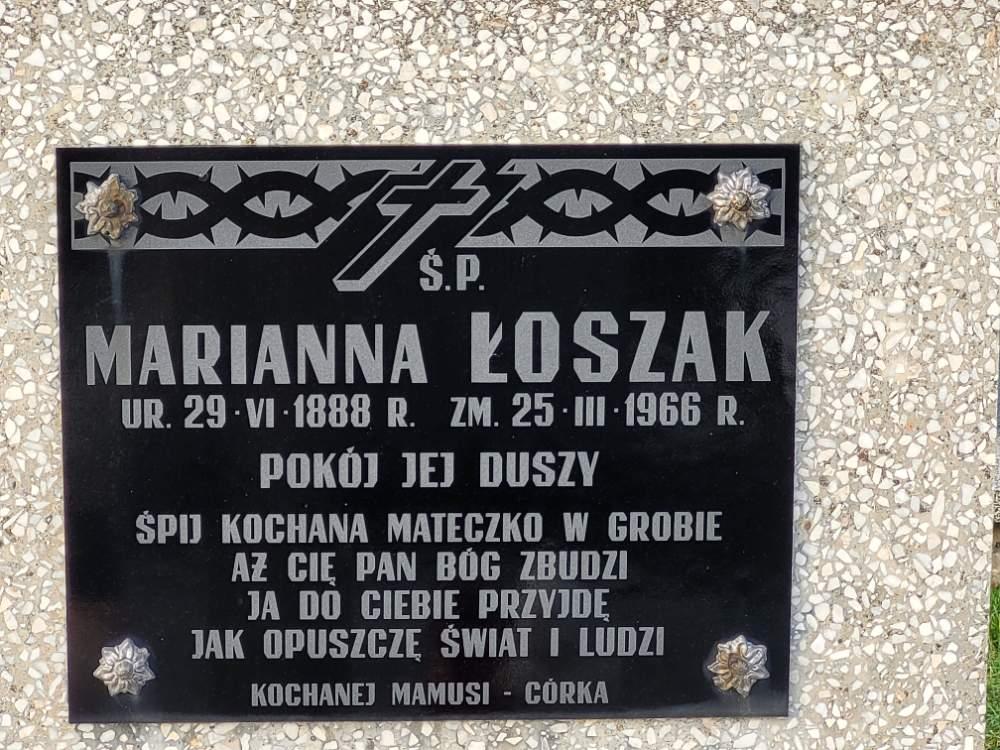 Ś.P.
MARIANNA ŁOSZAK
UR. 29·VI·1888 R. ZM. 25·III·1966 R.
POKÓJ JEJ DUSZY
ŚPIJ KOCHANA MATECZKO W GROBIE
AŻ CIĘ PAN BÓG ZBUDZI
JA DO CIEBIE PRZYJDĘ
JAK OPUSZCZĘ ŚWIAT I LUDZI
KOCHANEJ MAMUSI - CÓRKA